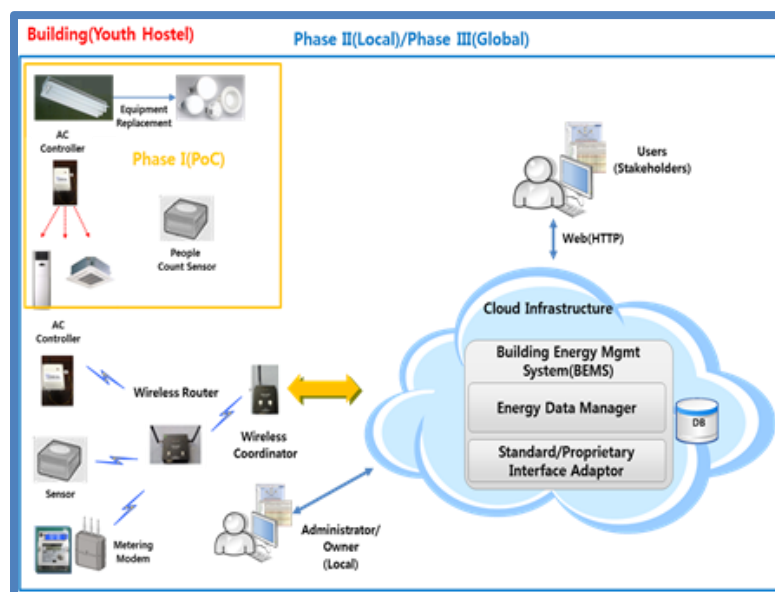 Building(Youth Hostel)
Phase II(Local)/Phase III(Global)
Equipment
Replacement
AC
Controller
Phase I(PoC)
People
Count Sensor
Users
(Stakeholders)
Web(HTTP)
Cloud Infrastructure
Building Energy Mgmt
System(BEMS)
Energy Data Manager
Standard/Proprietary
Interface Adaptor
DB
AC
Controller
Wireless Router
Wireless
Coordinator
Sensor
Metering
Modem
Administrator/
Owner
(Local)